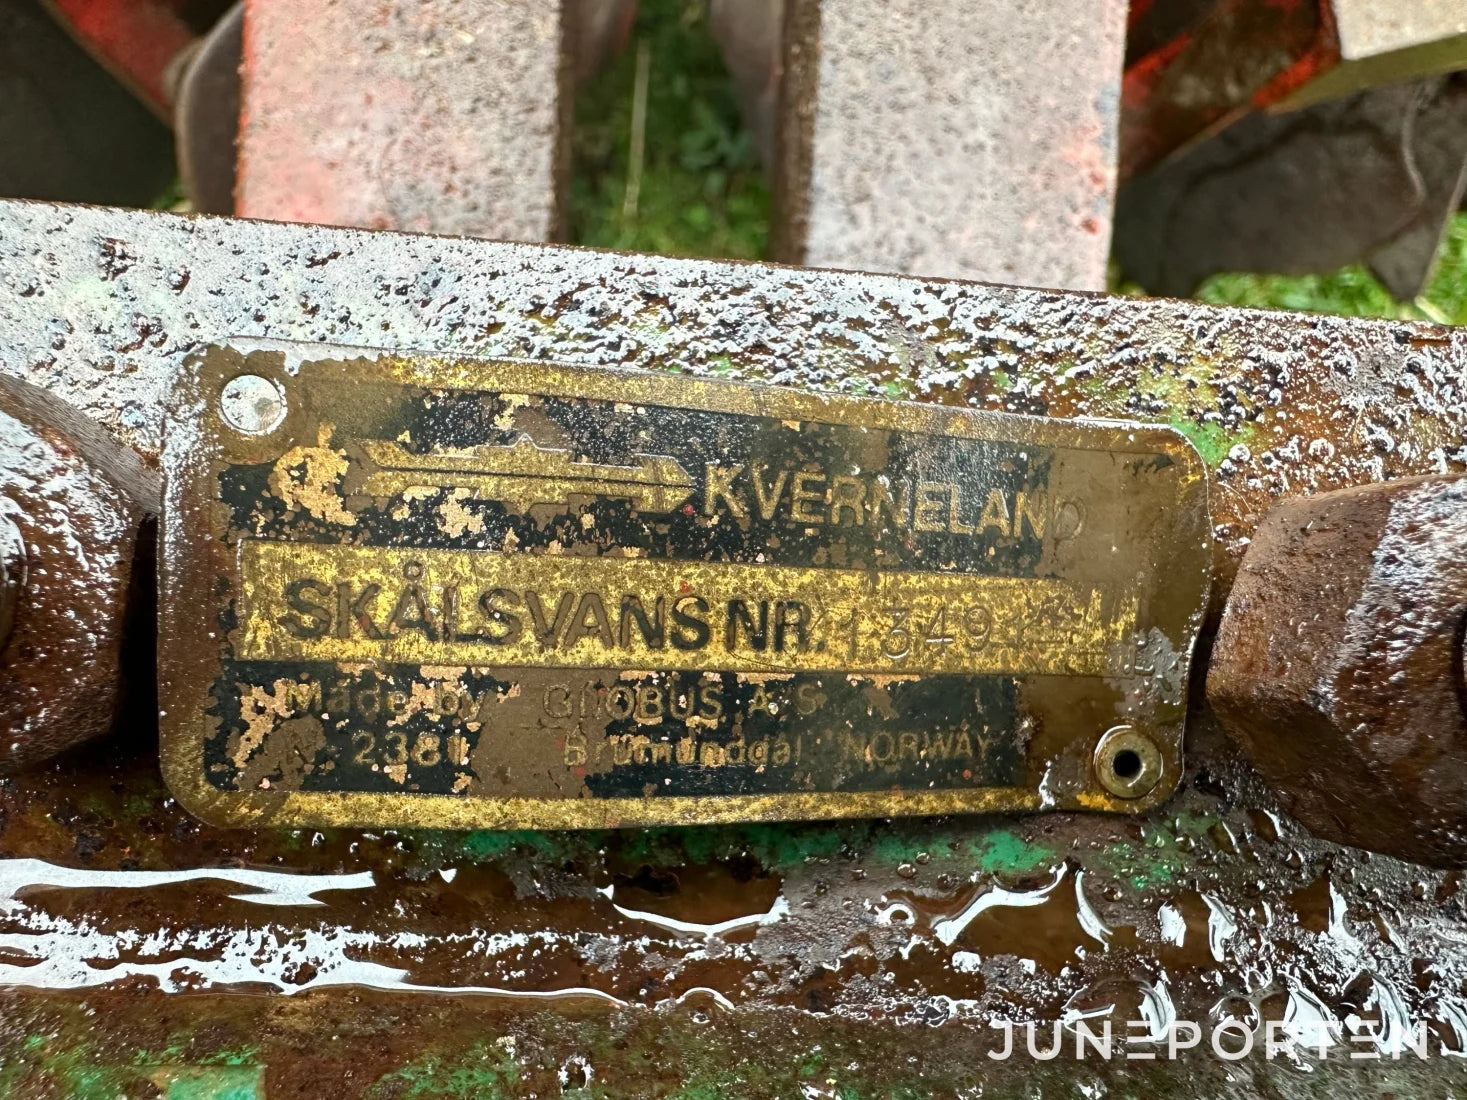 KVERNELAND
SKÅLSVANS NR. 1349
Made by GLOBUS A/S
N 2381 Brumunddal NORWAY
JUNEPORTEN